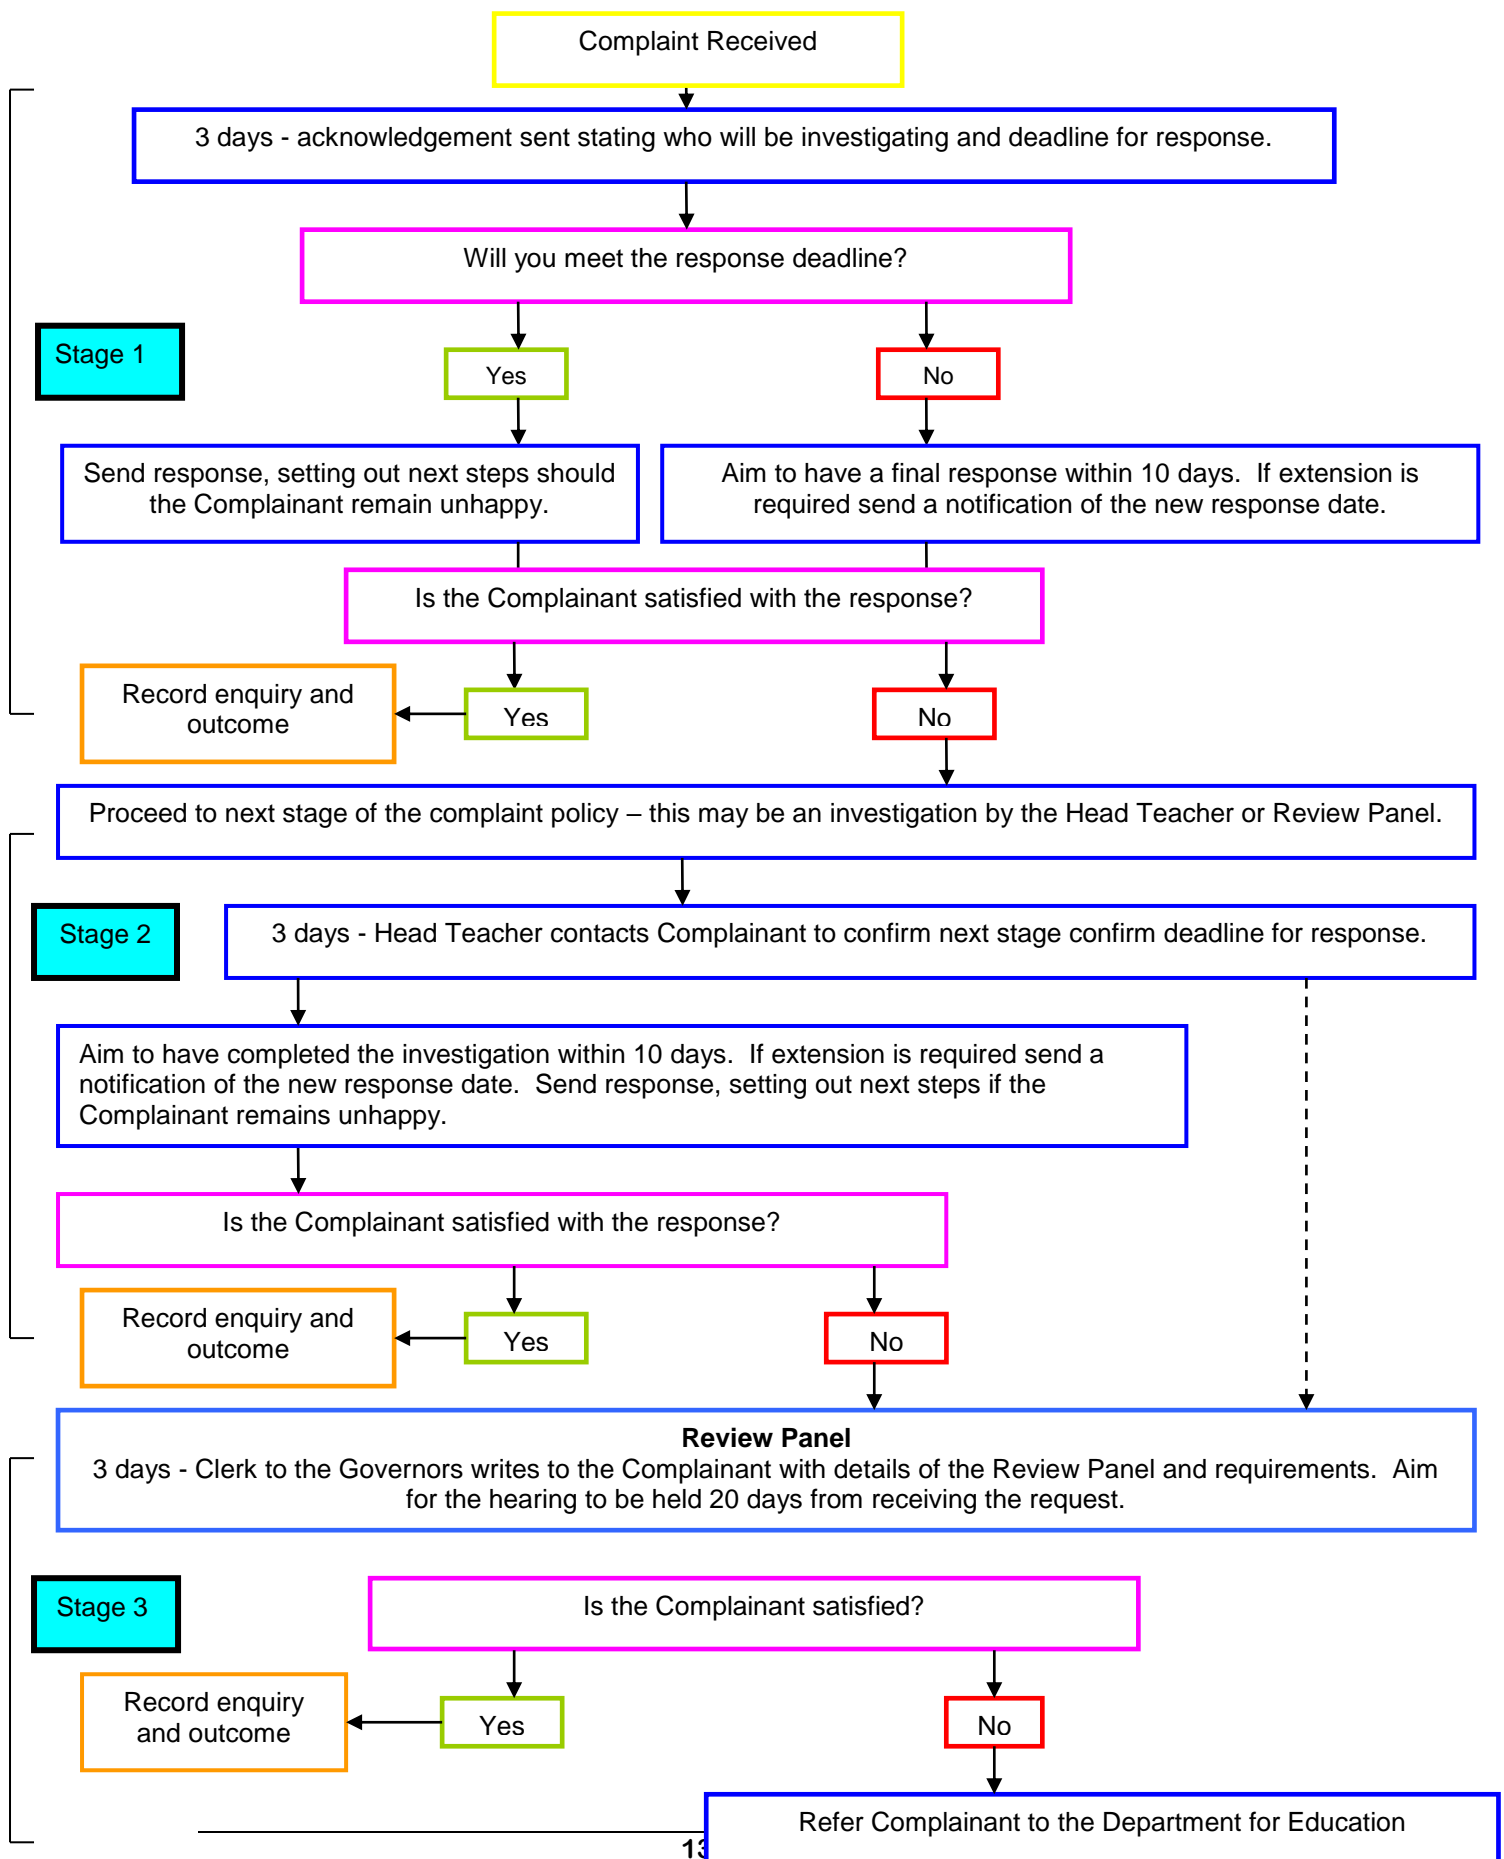 Complaint Received
3 days - acknowledgement sent stating who will be investigating and deadline for response.
Will you meet the response deadline?
Stage 1
Yes
No
Send response, setting out next steps should
the Complainant remain unhappy.
Aim to have a final response within 10 days.  If extension is
required send a notification of the new response date.
Is the Complainant satisfied with the response?
Record enquiry and
outcome
Yes
No
Proceed to next stage of the complaint policy – this may be an investigation by the Head Teacher or Review Panel.
Stage 2
3 days - Head Teacher contacts Complainant to confirm next stage confirm deadline for response.
Aim to have completed the investigation within 10 days.  If extension is required send a
notification of the new response date.  Send response, setting out next steps if the
Complainant remains unhappy.
Is the Complainant satisfied with the response?
Record enquiry and
outcome
Yes
No
Review Panel
3 days - Clerk to the Governors writes to the Complainant with details of the Review Panel and requirements.  Aim
for the hearing to be held 20 days from receiving the request.
Stage 3
Is the Complainant satisfied?
Record enquiry
and outcome
Yes
No
Refer Complainant to the Department for Education
13